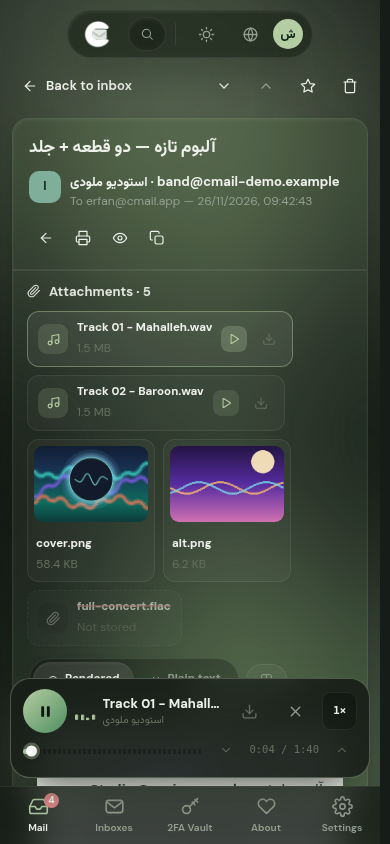 ش
Back to inbox
آلبوم تازه — دو قطعه + جلد
ا
استودیو ملودی · band@cmail-demo.example
To erfan@cmail.app — 26/11/2026, 09:42:43
Attachments · 5
Track 01 - Mahalleh.wav
1.5 MB
Track 02 - Baroon.wav
1.5 MB
cover.png
58.4 KB
alt.png
6.2 KB
full-concert.flac
Not stored
Rendered
Plain text
Track 01 - Mahall...
استودیو ملودی
1×
0:04 / 1:40
4
Mail
Inboxes
2FA Vault
About
Settings